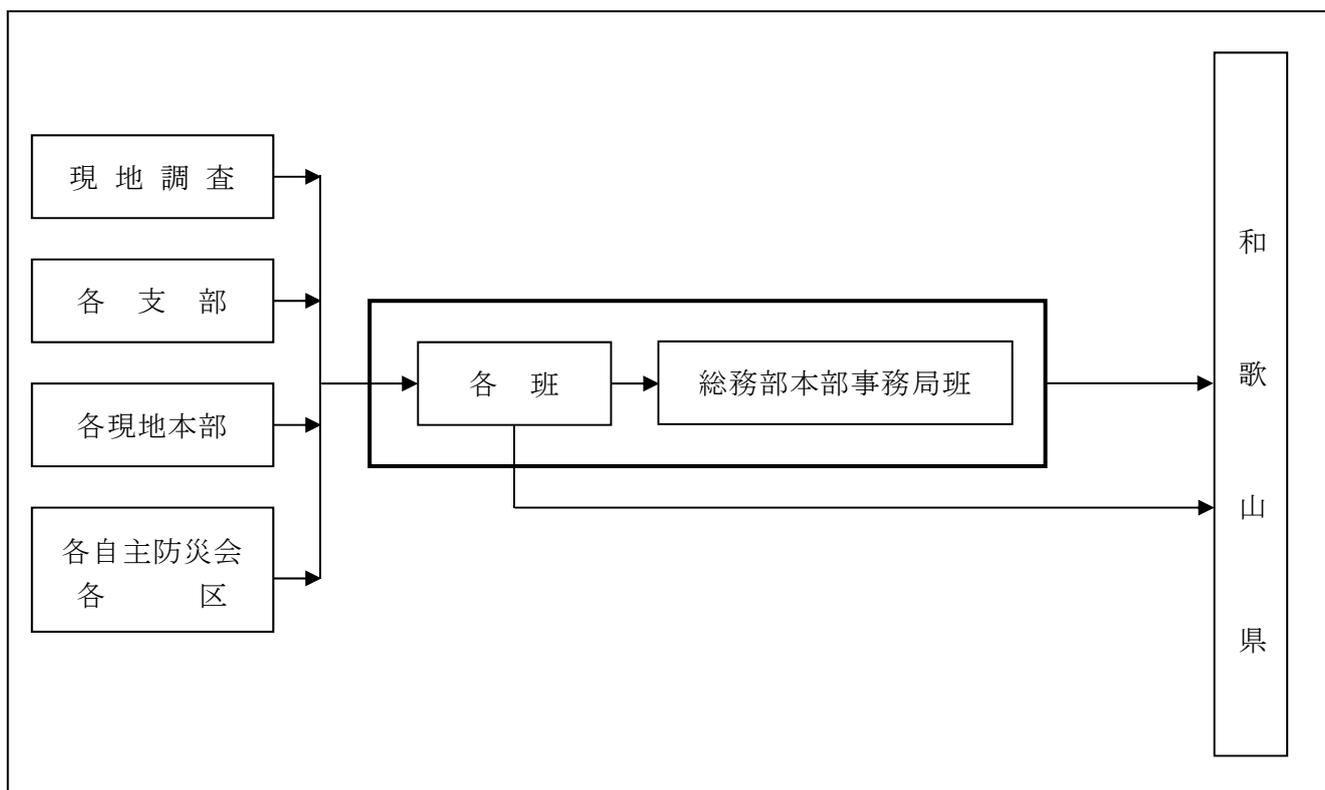 現 地 調 査
各 支 部
各現地本部
各自主防災会
各 区
各 班
総務部本部事務局班
和歌山県